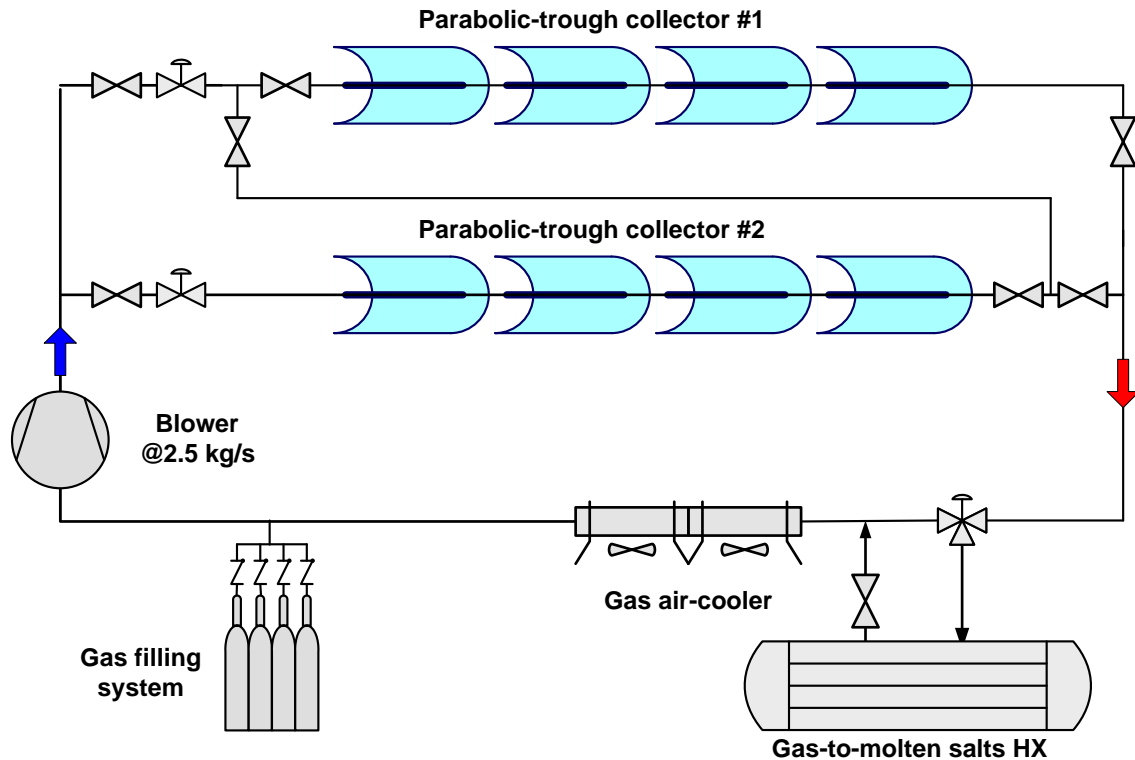 Parabolic-trough collector #1
Parabolic-trough collector #2
Blower
@2.5 kg/s
Gas air-cooler
Gas filling
system
Gas-to-molten salts HX